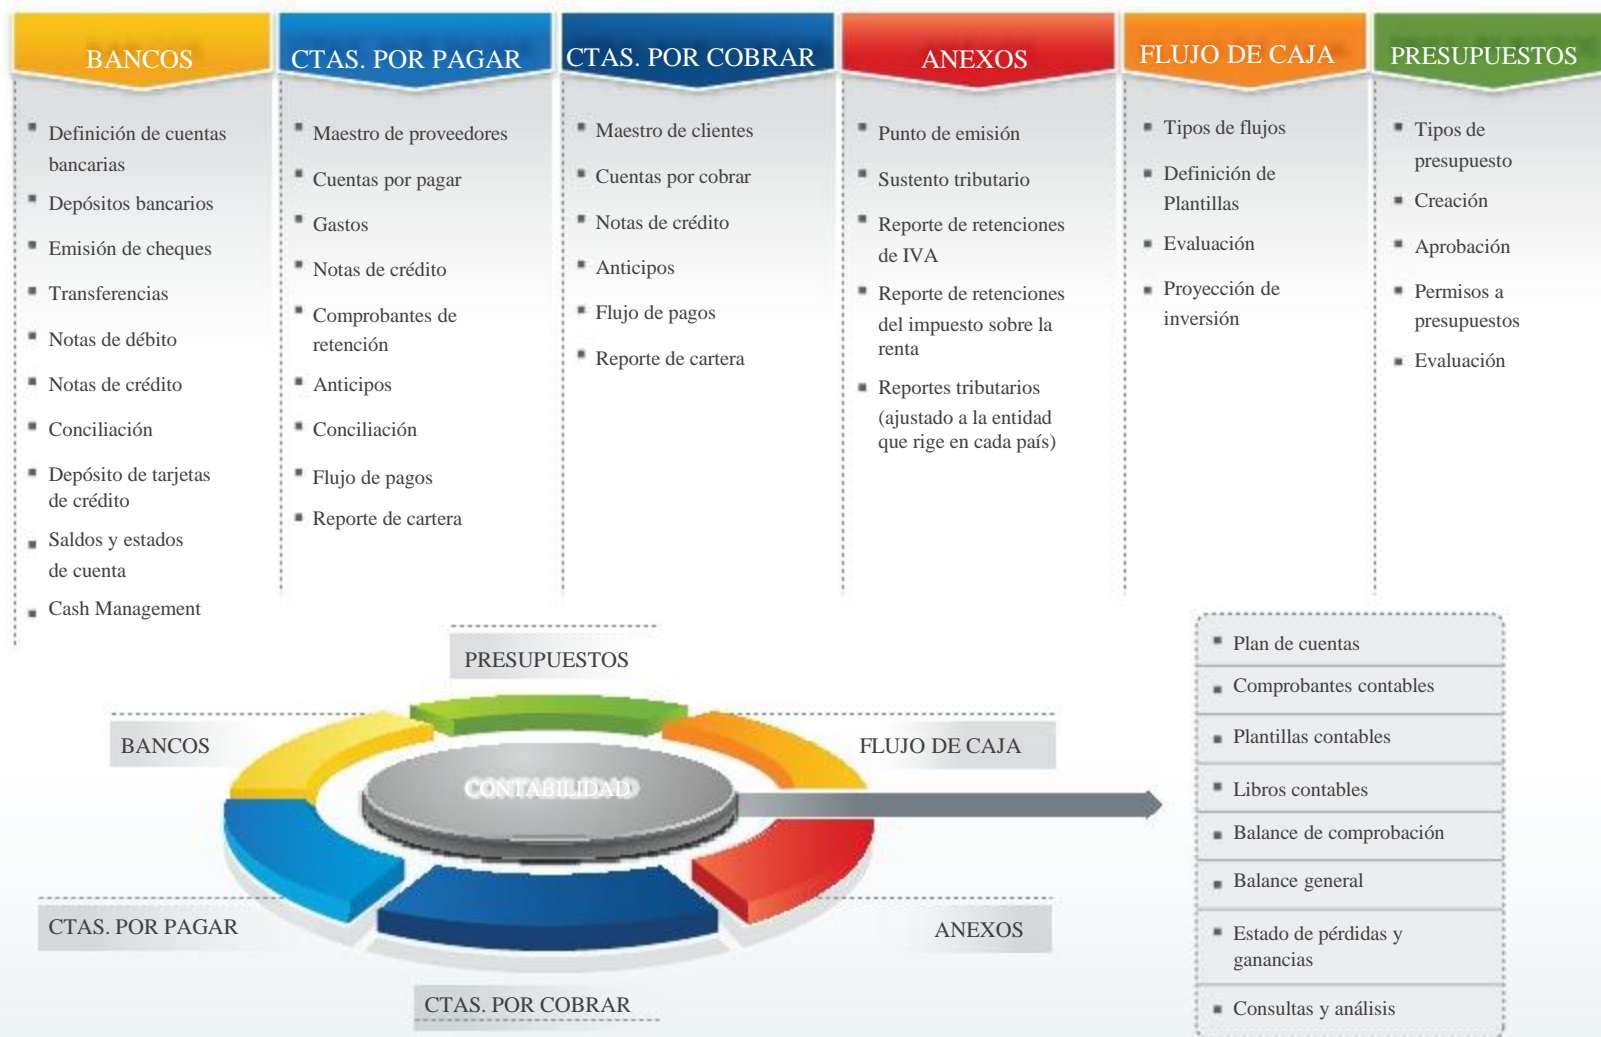 BANCOS
Definición de cuentas
bancarias
Depósitos bancarios
Emisión de cheques
Transferencias
Notas de débito
Notas de crédito
Conciliación
Depósito de tarjetas
de crédito
Saldos y estados
de cuenta
Cash Management
CTAS. POR PAGAR
Maestro de proveedores
Cuentas por pagar
Gastos
Notas de crédito
Comprobantes de
retención
Anticipos
Conciliación
Flujo de pagos
Reporte de cartera
CTAS. POR COBRAR
Maestro de clientes
Cuentas por cobrar
Notas de crédito
Anticipos
Flujo de pagos
Reporte de cartera
ANEXOS
Punto de emisión
Sustento tributario
Reporte de retenciones
de IVA
Reporte de retenciones
del impuesto sobre la
renta
Reportes tributarios
(ajustado a la entidad
que rige en cada país)
FLUJO DE CAJA
Tipos de flujos
Definición de
Plantillas
Evaluación
Proyección de
inversión
PRESUPUESTOS
Tipos de
presupuesto
Creación
Aprobación
Permisos a
presupuestos
Evaluación
PRESUPUESTOS
BANCOS
FLUJO DE CAJA
CONTABILIDAD
CTAS. POR PAGAR
ANEXOS
CTAS. POR COBRAR
Plan de cuentas
Comprobantes contables
Plantillas contables
Libros contables
Balance de comprobación
Balance general
Estado de pérdidas y
ganancias
Consultas y análisis